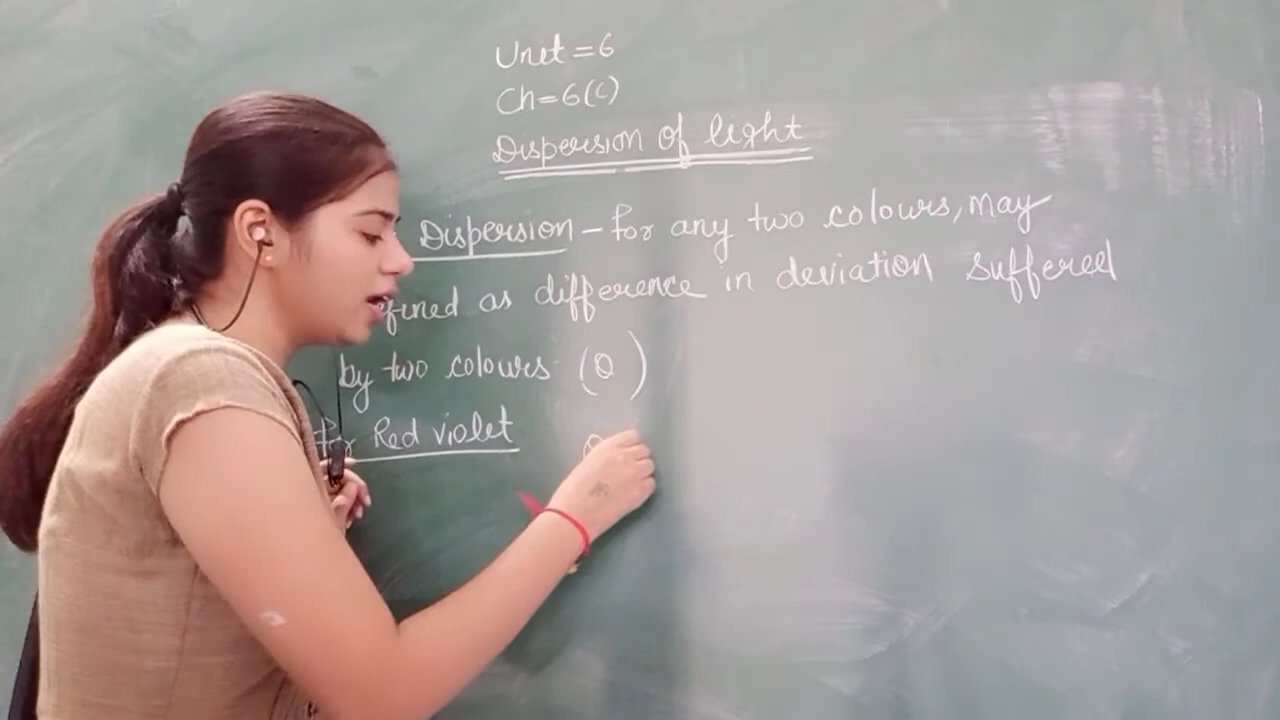 Unit = 6
Ch = 6(c)
Dispersion of light
Dispersion - for any two colours, may
fined as difference in deviation suffered
by two colours (θ )
for Red violet
θ